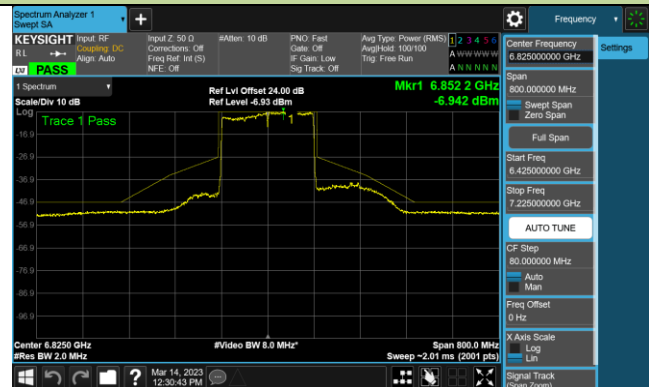 Spectrum Analyzer 1
Swept SA
Frequency
KEYSIGHT
RL
PASS
Input: RF
Coupling: DC
Align: Auto
Input Z: 50 Ω
Corrections: Off
Freq Ref: Int (S)
NFE: Off
#Atten: 10 dB
PNO: Fast
Gate: Off
IF Gain: Low
Sig Track: Off
Avg Type: Power (RMS)
Avg|Hold: 100/100
Trig: Free Run
1 2 3 4 5 6
A W W W W W
A N N N N N
1 Spectrum
Scale/Div 10 dB
Ref Lvl Offset 24.00 dB
Ref Level -6.93 dBm
Mkr1 6.852 2 GHz
-6.942 dBm
Log
Trace 1 Pass
1
-16.9
-26.9
-36.9
-46.9
-56.9
-66.9
-76.9
-86.9
-96.9
Center 6.8250 GHz
#Res BW 2.0 MHz
#Video BW 8.0 MHz*
Span 800.0 MHz
Sweep ~2.01 ms (2001 pts)
Mar 14, 2023
12:30:43 PM
Center Frequency
6.825000000 GHz
Settings
Span
800.000000 MHz
Swept Span
Zero Span
Full Span
Start Freq
6.425000000 GHz
Stop Freq
7.225000000 GHz
AUTO TUNE
CF Step
80.000000 MHz
Auto
Man
Freq Offset
0 Hz
X Axis Scale
Log
Lin
Signal Track
(Span Zoom)